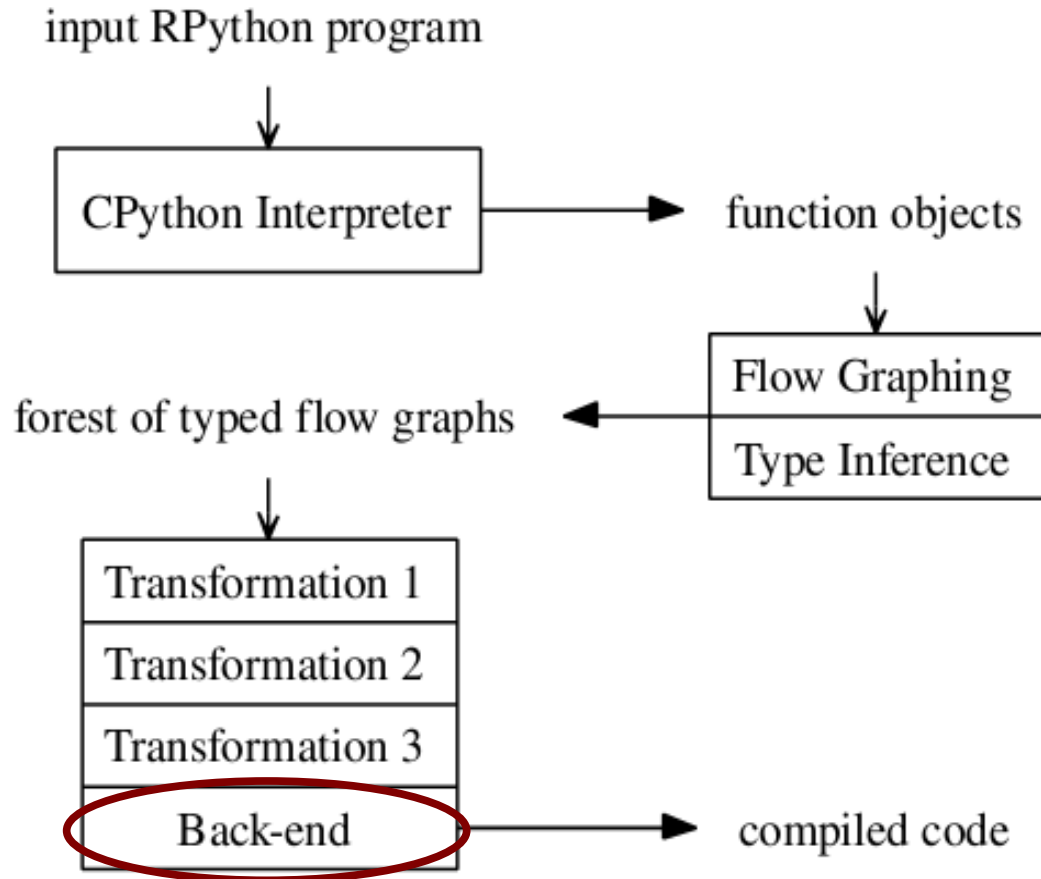 input RPython program
CPython Interpreter
function objects
Flow Graphing
Type Inference
forest of typed flow graphs
Transformation 1
Transformation 2
Transformation 3
Back-end
compiled code